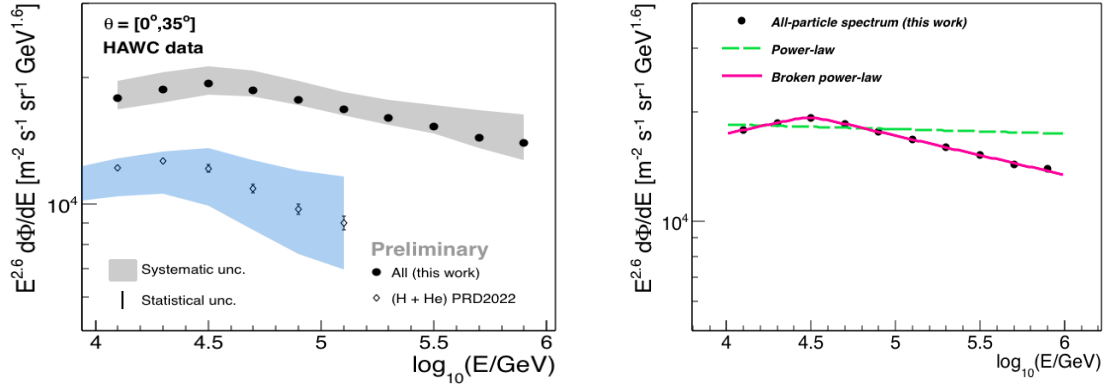 θ = [0°,35°]
HAWC data
E^2.6 dΦ/dE [m^-2 s^-1 sr^-1 GeV^1.6]
10^4
Preliminary
Systematic unc.
All (this work)
Statistical unc.
(H + He) PRD2022
4 4.5 5 5.5 6
log10(E/GeV)
All-particle spectrum (this work)
Power-law
Broken power-law
E^2.6 dΦ/dE [m^-2 s^-1 sr^-1 GeV^1.6]
10^4
4 4.5 5 5.5 6
log10(E/GeV)